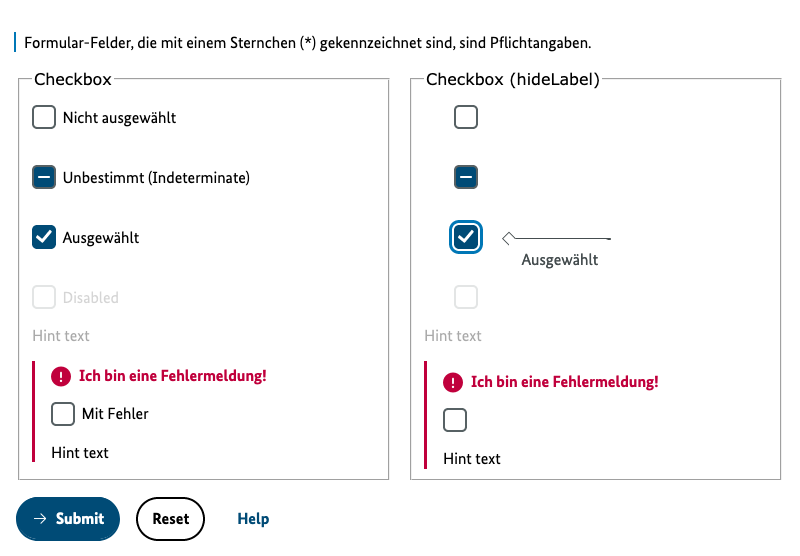 Formular-Felder, die mit einem Sternchen (*) gekennzeichnet sind, sind Pflichtangaben.
Checkbox
Nicht ausgewählt
Unbestimmt (Indeterminate)
Ausgewählt
Disabled
Hint text
Ich bin eine Fehlermeldung!
Mit Fehler
Hint text
Checkbox (hideLabel)
Ausgewählt
Hint text
Ich bin eine Fehlermeldung!
Hint text
Submit
Reset
Help